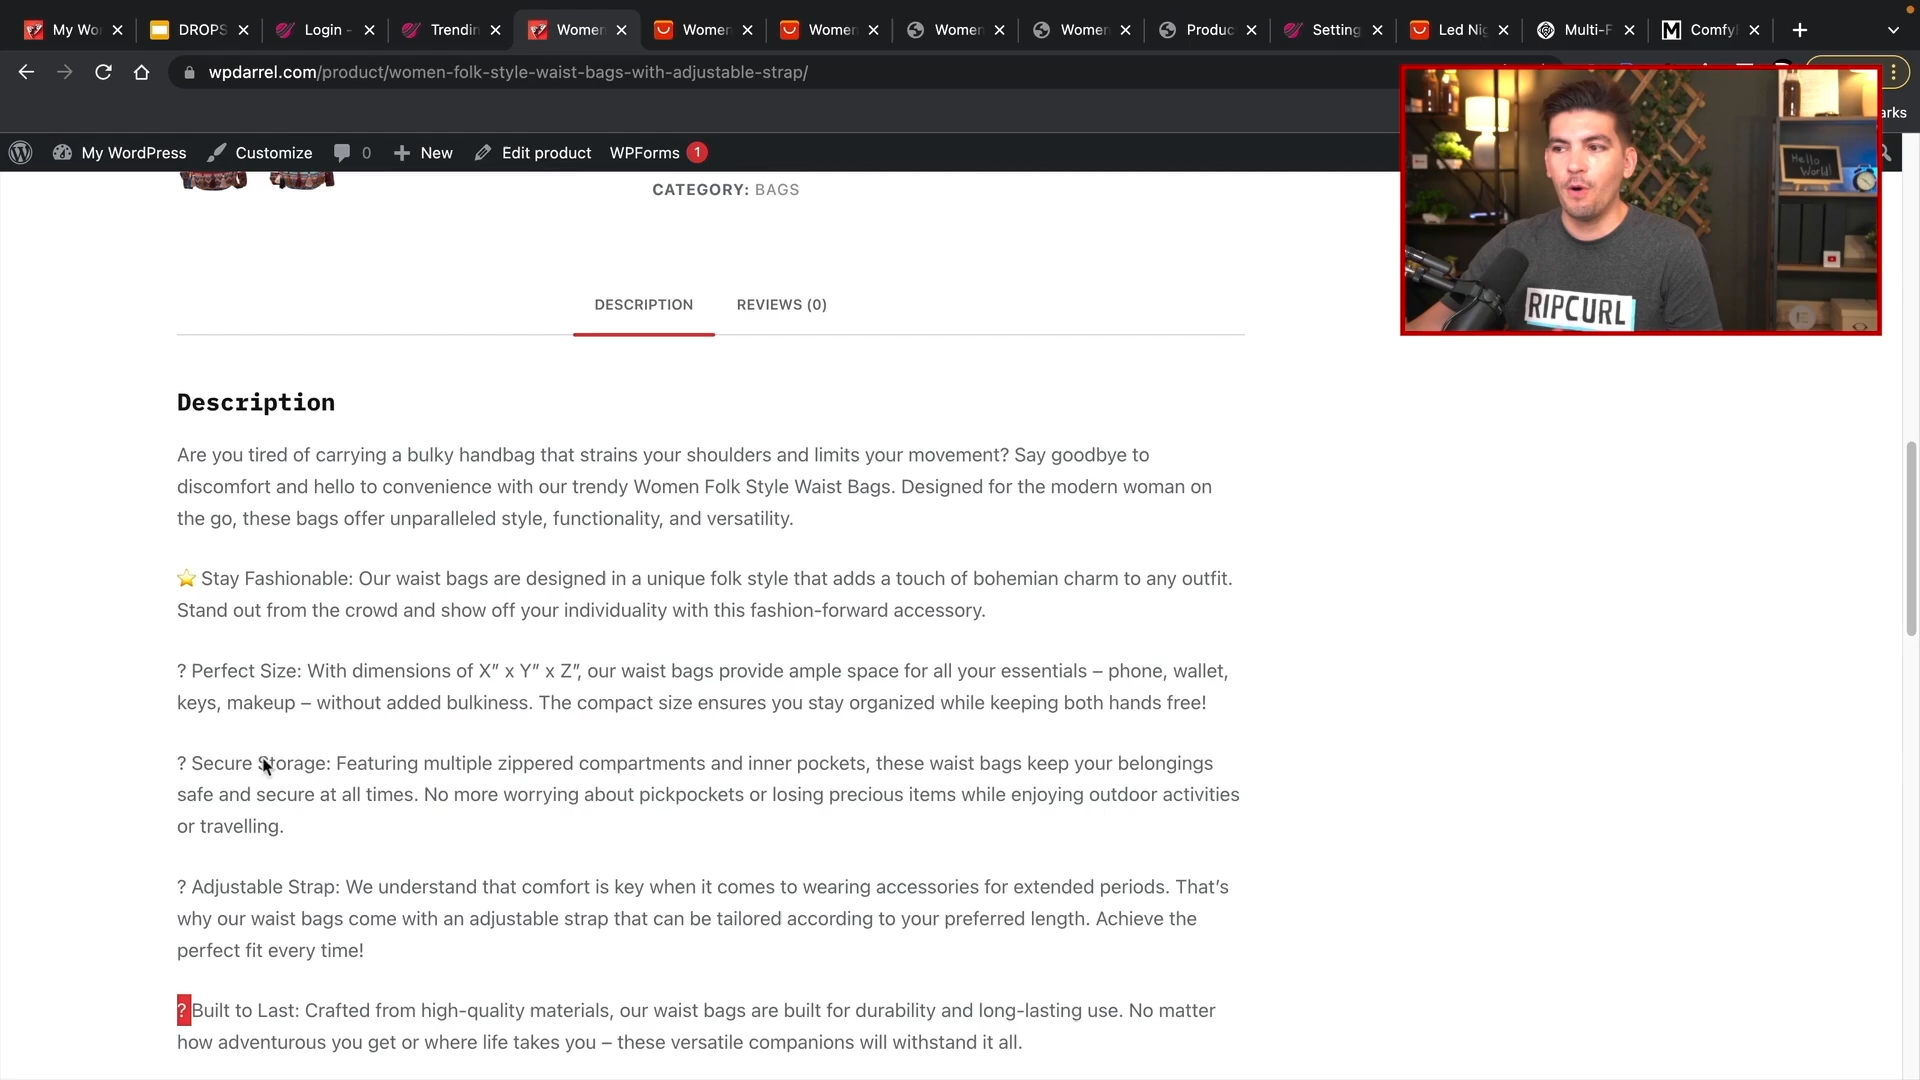 My Wo
DROPS
Login -
Trendin
Women
Women
Women
Women
Women
Produc
Setting
Led Nig
Multi-F
Comfy
wpdarrel.com/product/women-folk-style-waist-bags-with-adjustable-strap/
arks
My WordPress
Customize
0
New
Edit product
WPForms 1
Hello
World!
RIPCURL
CATEGORY: BAGS
DESCRIPTION
REVIEWS (0)
Description
Are you tired of carrying a bulky handbag that strains your shoulders and limits your movement? Say goodbye to
discomfort and hello to convenience with our trendy Women Folk Style Waist Bags. Designed for the modern woman on
the go, these bags offer unparalleled style, functionality, and versatility.
⭐ Stay Fashionable: Our waist bags are designed in a unique folk style that adds a touch of bohemian charm to any outfit.
Stand out from the crowd and show off your individuality with this fashion-forward accessory.
? Perfect Size: With dimensions of X” x Y” x Z”, our waist bags provide ample space for all your essentials – phone, wallet,
keys, makeup – without added bulkiness. The compact size ensures you stay organized while keeping both hands free!
? Secure Storage: Featuring multiple zippered compartments and inner pockets, these waist bags keep your belongings
safe and secure at all times. No more worrying about pickpockets or losing precious items while enjoying outdoor activities
or travelling.
? Adjustable Strap: We understand that comfort is key when it comes to wearing accessories for extended periods. That’s
why our waist bags come with an adjustable strap that can be tailored according to your preferred length. Achieve the
perfect fit every time!
? Built to Last: Crafted from high-quality materials, our waist bags are built for durability and long-lasting use. No matter
how adventurous you get or where life takes you – these versatile companions will withstand it all.